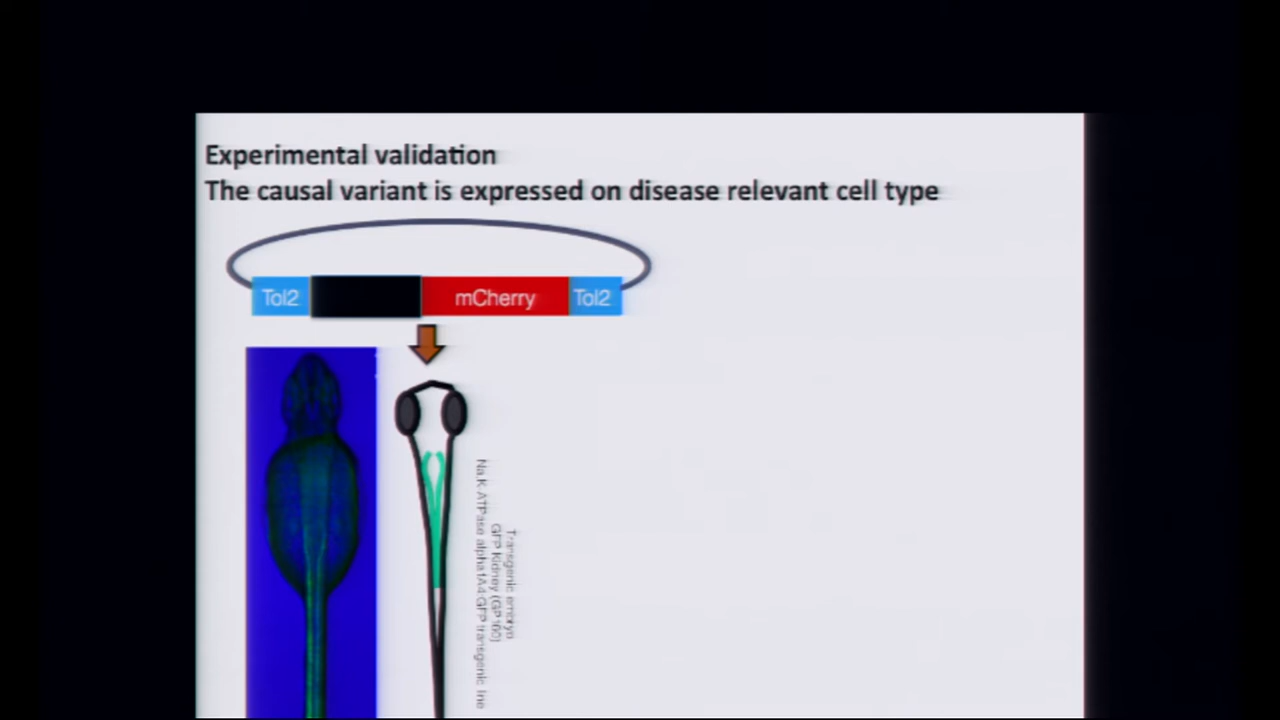 Experimental validation
The causal variant is expressed on disease relevant cell type
Tol2
mCherry
Tol2
Transgenic embryo
GFP Kidney (GP160)
Na,K-ATPase alpha1A4:GFP transgenic line